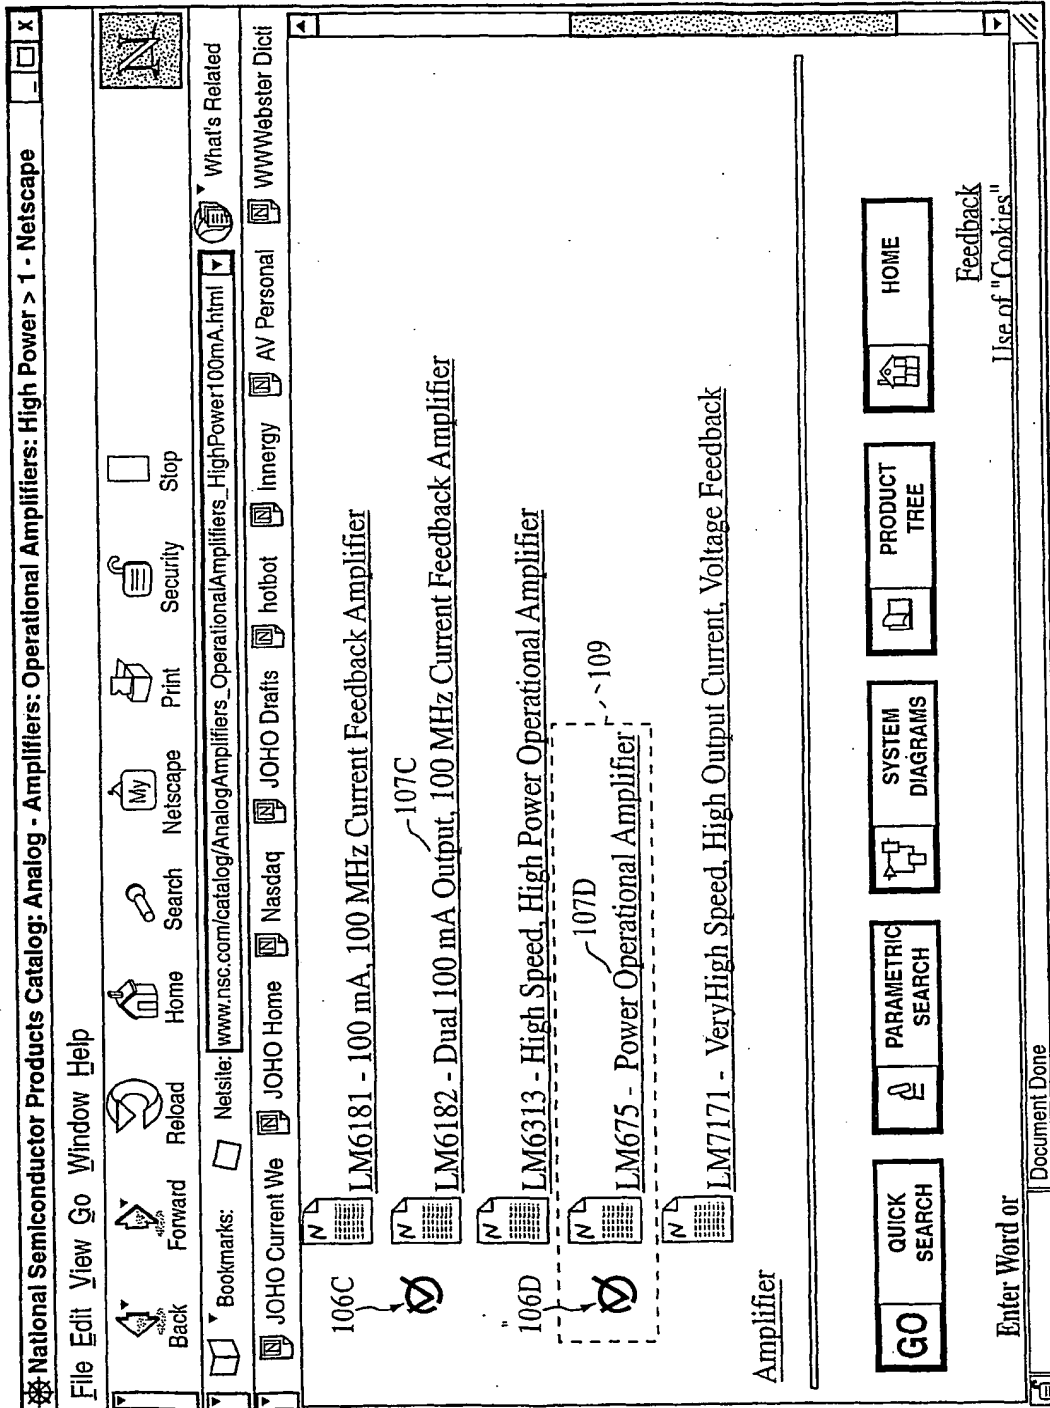 National Semiconductor Products Catalog: Analog - Amplifiers: Operational Amplifiers: High Power > 1 - Netscape
_ □ X
File Edit View Go Window Help
Back Forward Reload Home Search Netscape Print Security Stop
My
N
Bookmarks: Netsite: www.nsc.com/catalog/AnalogAmplifiers_OperationalAmplifiers_HighPower100mA.html What's Related
JOHO Current We JOHO Home Nasdaq JOHO Drafts hotbot Innergy AV Personal WWWebster Dicti
LM6181 - 100 mA, 100 MHz Current Feedback Amplifier
106C
107C
LM6182 - Dual 100 mA Output, 100 MHz Current Feedback Amplifier
LM6313 - High Speed, High Power Operational Amplifier
106D
107D
109
LM675 - Power Operational Amplifier
LM7171 - VeryHigh Speed, High Output Current, Voltage Feedback
Amplifier
GO QUICK SEARCH
PARAMETRIC SEARCH
SYSTEM DIAGRAMS
PRODUCT TREE
HOME
Feedback
Enter Word or
Use of "Cookies"
Document Done